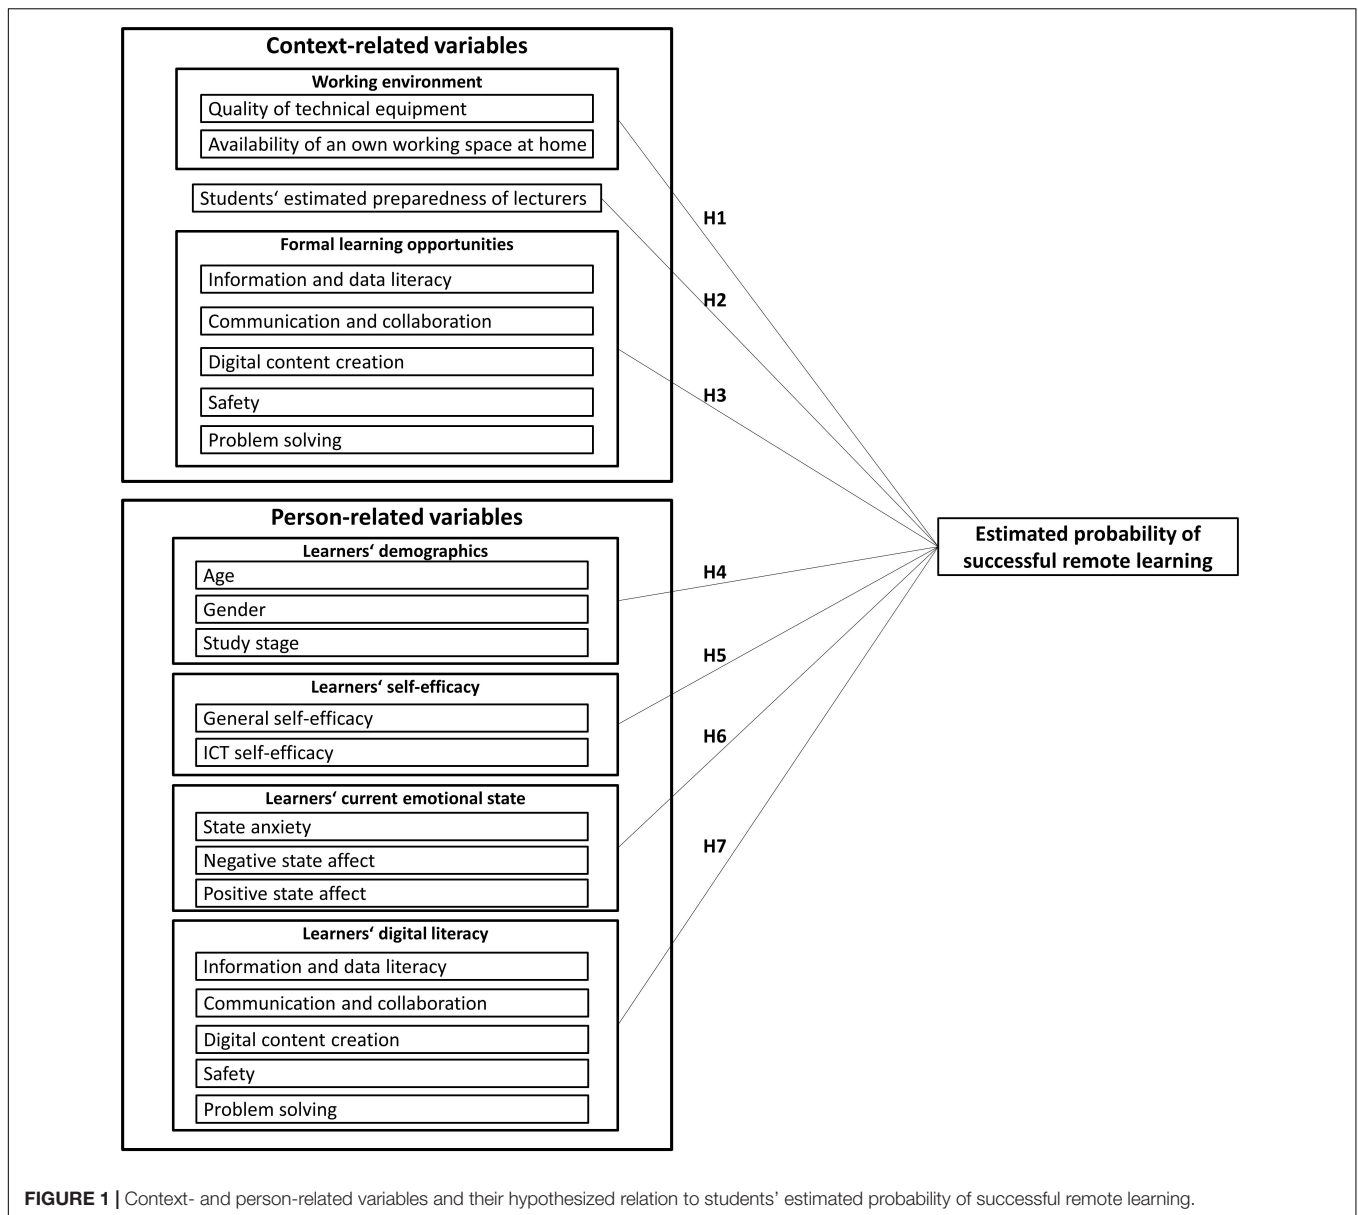 Context-related variables
Working environment
Quality of technical equipment
Availability of an own working space at home
Students‘ estimated preparedness of lecturers
Formal learning opportunities
Information and data literacy
Communication and collaboration
Digital content creation
Safety
Problem solving
H1
H2
H3
Person-related variables
Learners‘ demographics
Age
Gender
Study stage
Learners‘ self-efficacy
General self-efficacy
ICT self-efficacy
Learners‘ current emotional state
State anxiety
Negative state affect
Positive state affect
Learners‘ digital literacy
Information and data literacy
Communication and collaboration
Digital content creation
Safety
Problem solving
H4
H5
H6
H7
Estimated probability of
successful remote learning
FIGURE 1 | Context- and person-related variables and their hypothesized relation to students’ estimated probability of successful remote learning.